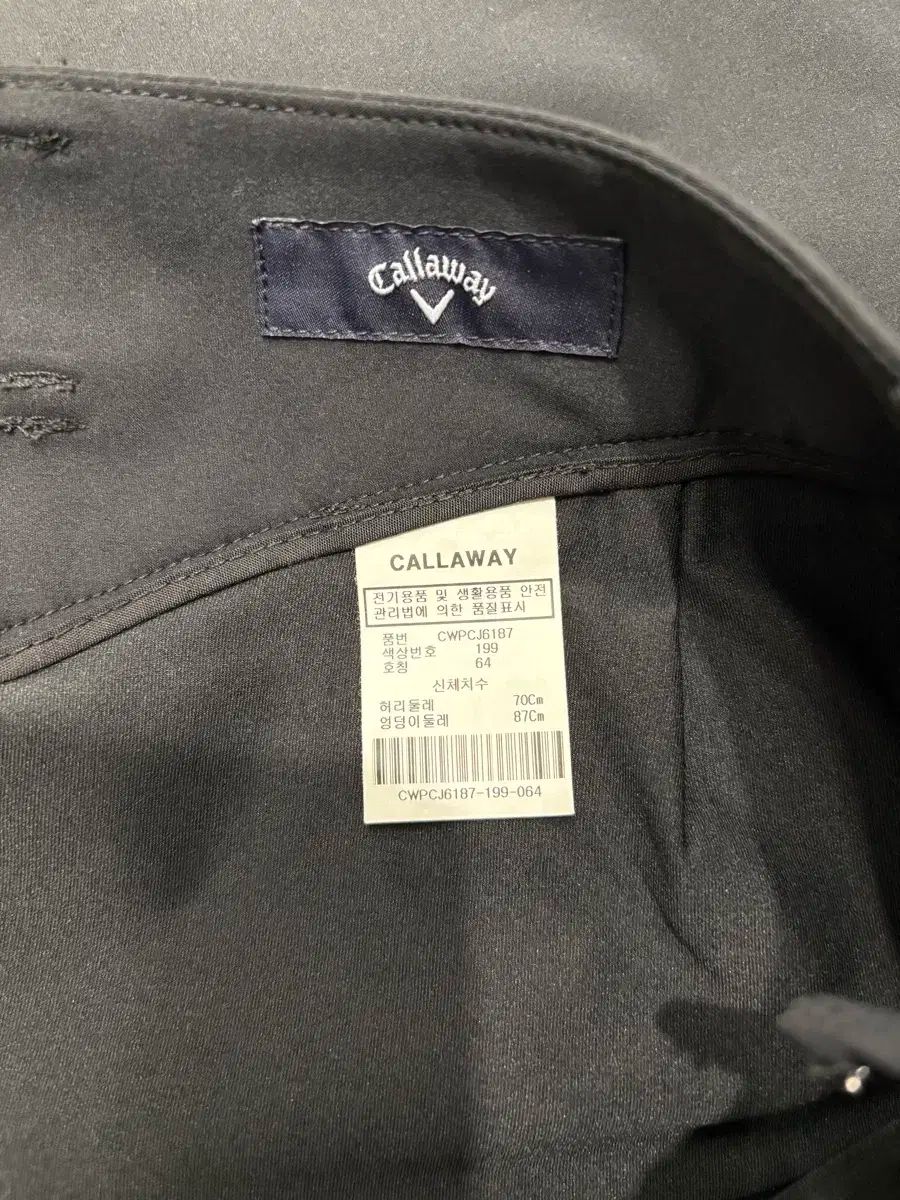 Callaway
CALLAWAY
전기용품 및 생활용품 안전
관리법에 의한 품질표시
품번 CWPCJ6187
색상번호 199
호칭 64
신체치수
허리둘레 70Cm
엉덩이둘레 87Cm
CWPCJ6187-199-064